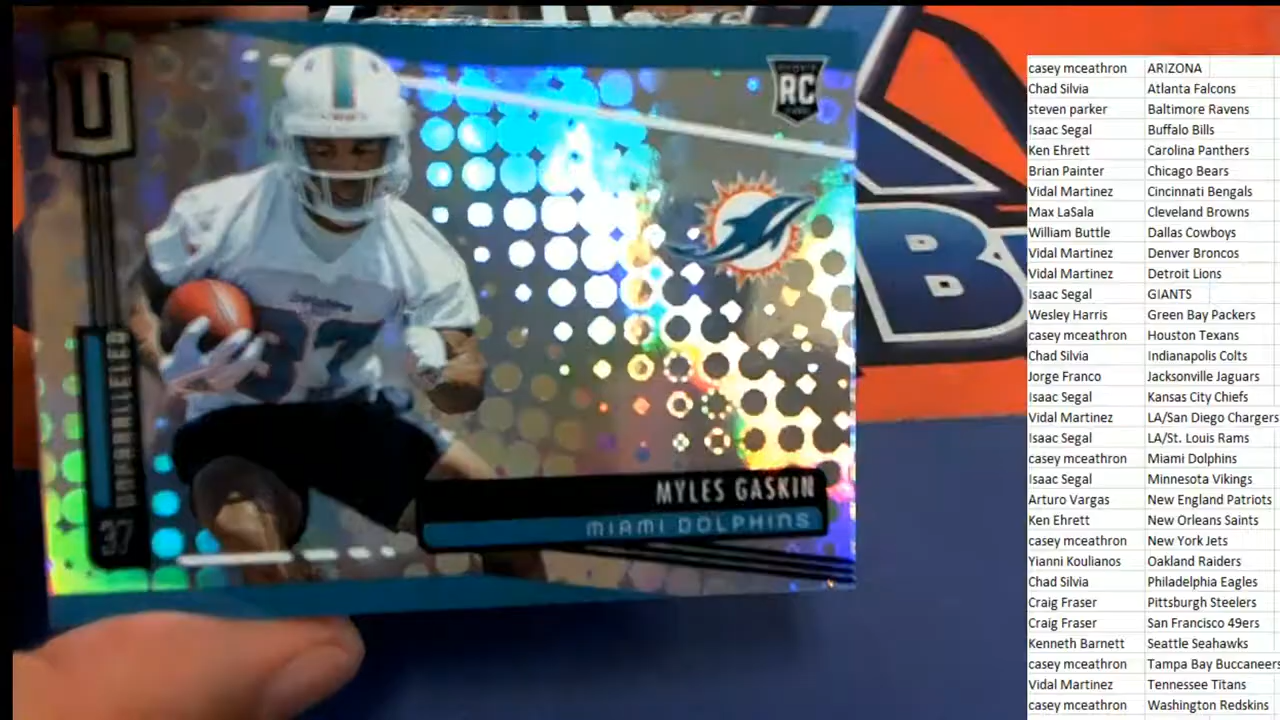 RC
UNPARALLELED
37
37
MYLES GASKIN
MIAMI DOLPHINS
B
casey mceathron ARIZONA
Chad Silvia Atlanta Falcons
steven parker Baltimore Ravens
Isaac Segal Buffalo Bills
Ken Ehrett Carolina Panthers
Brian Painter Chicago Bears
Vidal Martinez Cincinnati Bengals
Max LaSala Cleveland Browns
William Buttle Dallas Cowboys
Vidal Martinez Denver Broncos
Vidal Martinez Detroit Lions
Isaac Segal GIANTS
Wesley Harris Green Bay Packers
casey mceathron Houston Texans
Chad Silvia Indianapolis Colts
Jorge Franco Jacksonville Jaguars
Isaac Segal Kansas City Chiefs
Vidal Martinez LA/San Diego Chargers
Isaac Segal LA/St. Louis Rams
casey mceathron Miami Dolphins
Isaac Segal Minnesota Vikings
Arturo Vargas New England Patriots
Ken Ehrett New Orleans Saints
casey mceathron New York Jets
Yianni Koulianos Oakland Raiders
Chad Silvia Philadelphia Eagles
Craig Fraser Pittsburgh Steelers
Craig Fraser San Francisco 49ers
Kenneth Barnett Seattle Seahawks
casey mceathron Tampa Bay Buccaneers
Vidal Martinez Tennessee Titans
casey mceathron Washington Redskins